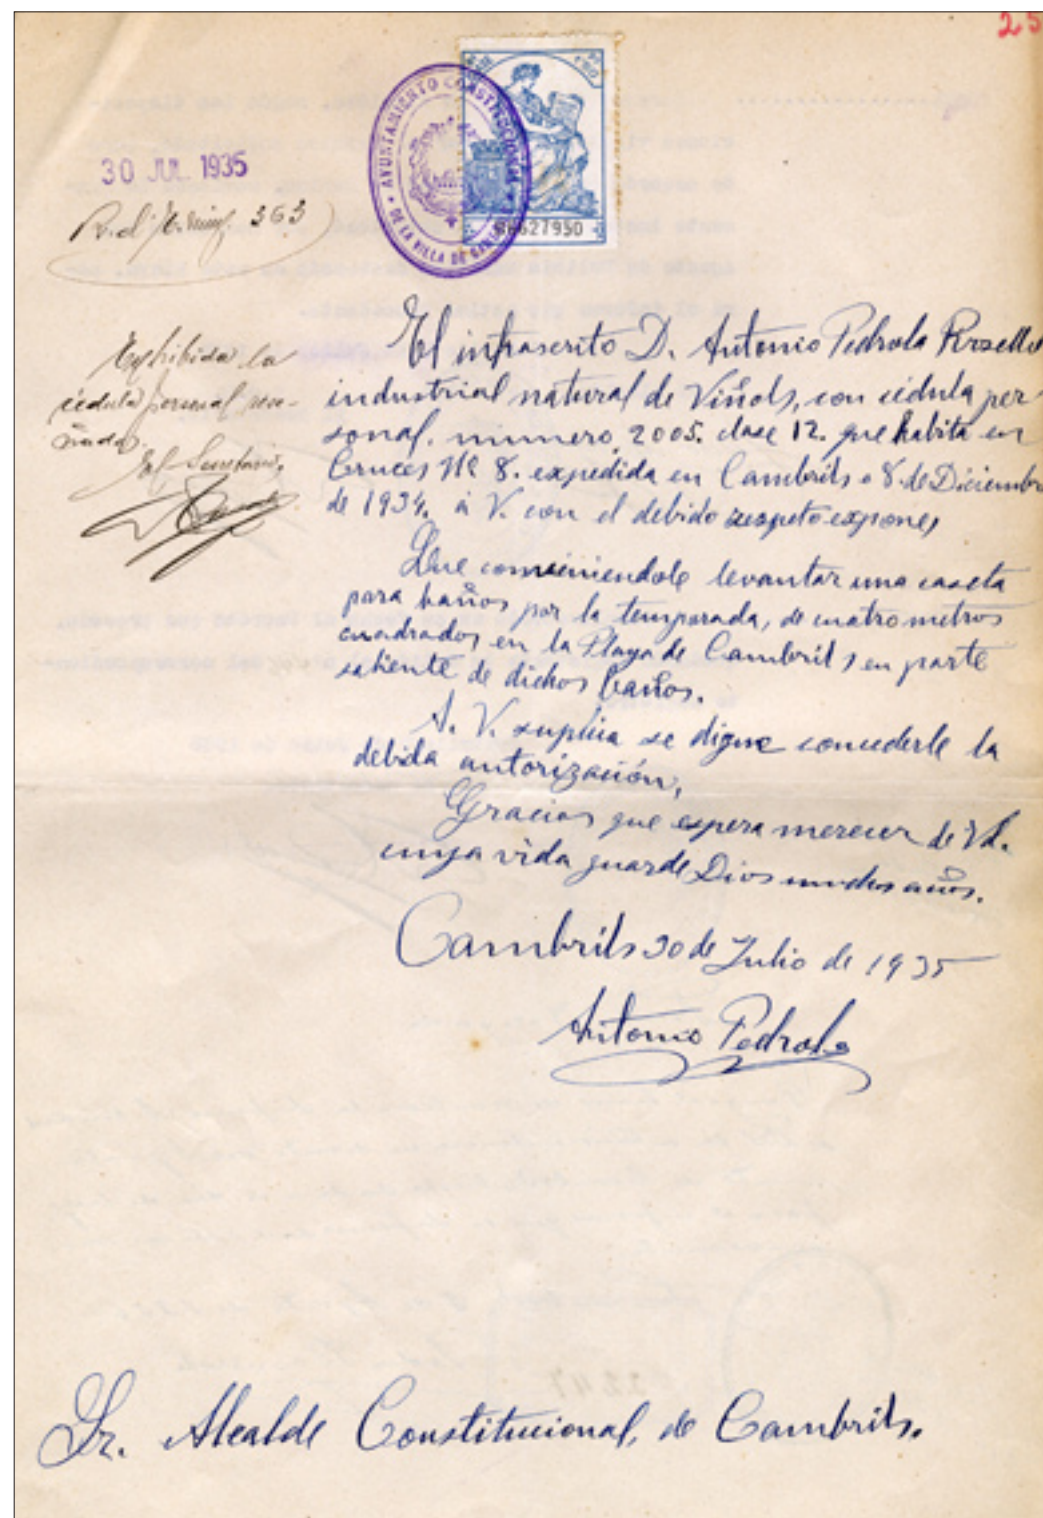 25
30 JUL. 1935
R. al núm. 363
AYUNTAMIENTO CONSTITUCIONAL
DE LA VILLA DE
27950
Exhibida la
cédula personal rese-
ñada.
El Secretario,
El infrascrito D. Antonio Pedrola Rosello
industrial natural de Viñols, con cédula per
sonal. número 2005. clase 12. que habita en
Cruces Nº 8. expedida en Cambrils a 8. de Diciembre
de 1934. á V. con el debido respeto expone,
Que conviniendole levantar una caseta
para baños por la temporada, de cuatro metros
cuadrados en la Playa de Cambrils en parte
saliente de dichos baños.
A. V. suplica se digne concederle la
debida autorización,
Gracias que espera merecer de Vd.
cuya vida guarde Dios muchos años.
Cambrils 30 de Julio de 1935
Antonio Pedrola
Sr. Alcalde Constitucional, de Cambrils.